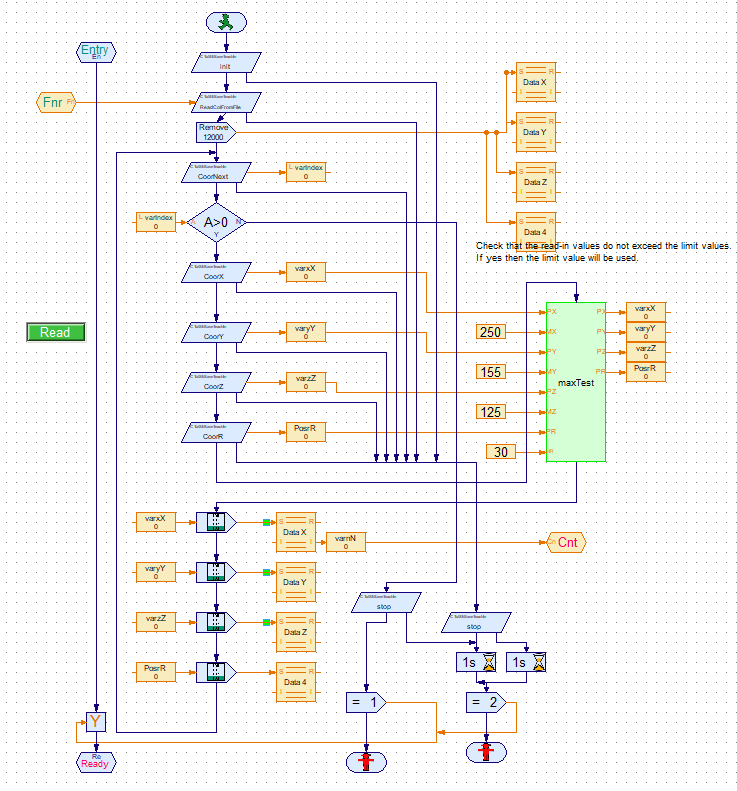 Entry
En
Init
Fnr
Fn
ReadColFromFile
Remove
12000
S R
Data X
I I
S R
Data Y
I I
S R
Data Z
I I
S R
Data 4
CoorNext
L varIndex
0
L varIndex
0
A
A>0
N
Y
Check that the read-in values do not exceed the limit values.
If yes then the limit value will be used.
CoorX
varxX
0
CoorY
varyY
0
CoorZ
varzZ
0
CoorR
PosrR
0
Read
250
155
125
30
PX
MX
PY
MY
PZ
MZ
PR
maxTest
PX
PY
PZ
PR
varxX
0
varyY
0
varzZ
0
PosrR
0
varxX
0
S R
Data X
I I
varnN
0
Cn
Cnt
varyY
0
S R
Data Y
I I
varzZ
0
S R
Data Z
I I
PosrR
0
S R
Data 4
I I
stop
stop
1s
1s
= 1
= 2
Y
Re
Ready